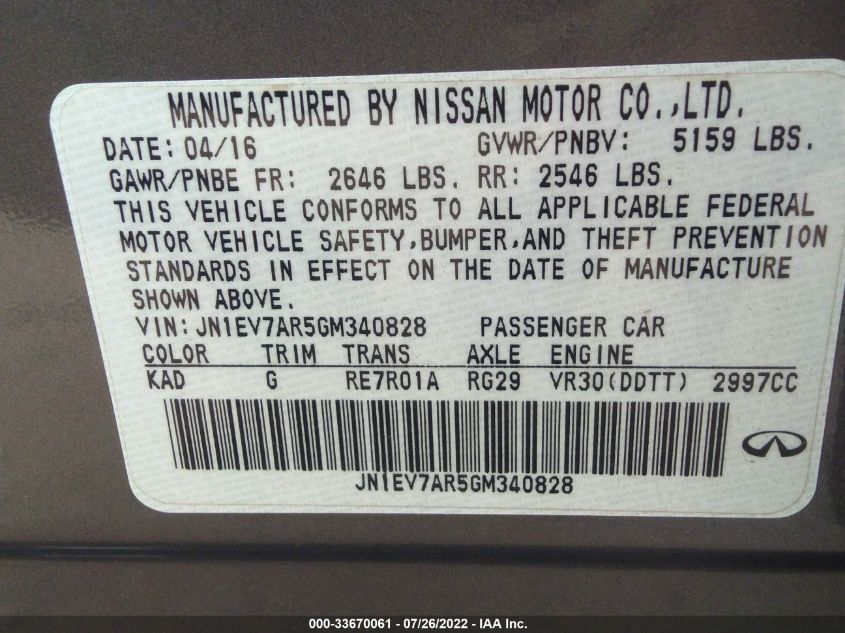 MANUFACTURED BY NISSAN MOTOR CO.,LTD.
DATE: 04/16 GVWR/PNBV: 5159 LBS.
GAWR/PNBE FR: 2646 LBS. RR: 2546 LBS.
THIS VEHICLE CONFORMS TO ALL APPLICABLE FEDERAL
MOTOR VEHICLE SAFETY,BUMPER,AND THEFT PREVENTION
STANDARDS IN EFFECT ON THE DATE OF MANUFACTURE
SHOWN ABOVE.
VIN: JN1EV7AR5GM340828 PASSENGER CAR
COLOR TRIM TRANS AXLE ENGINE
KAD G RE7R01A RG29 VR30(DDTT) 2997CC
JN1EV7AR5GM340828
000-33670061 - 07/26/2022 - IAA Inc.